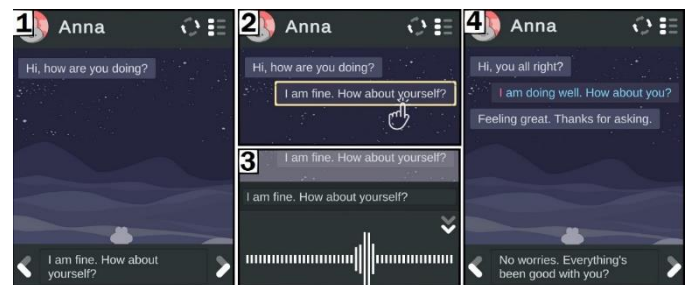 1
Anna
Hi, how are you doing?
I am fine. How about
yourself?
2
Anna
Hi, how are you doing?
I am fine. How about yourself?
3
I am fine. How about yourself?
I am fine. How about yourself?
4
Anna
Hi, you all right?
I am doing well. How about you?
Feeling great. Thanks for asking.
No worries. Everything's
been good with you?